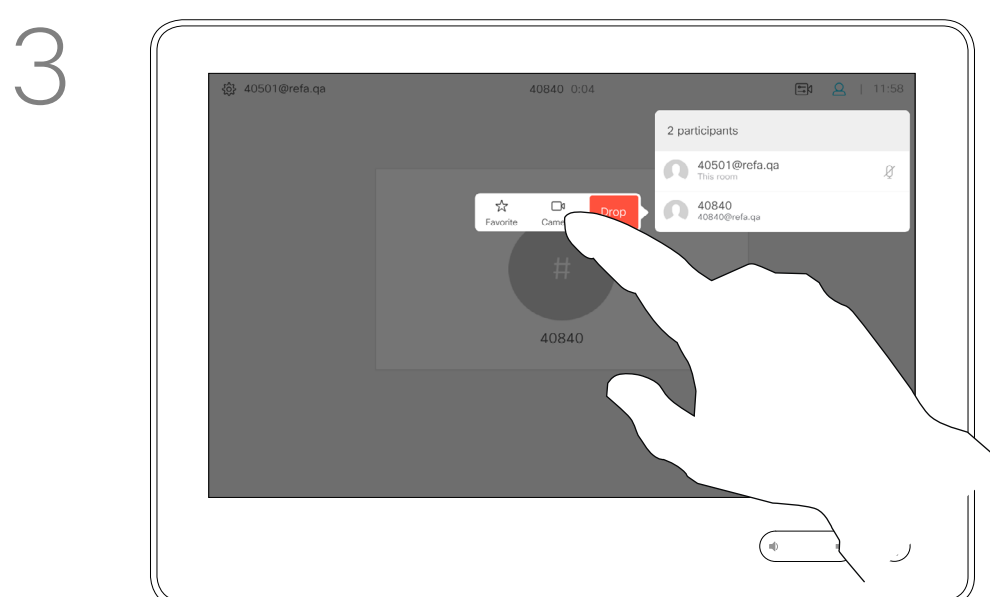 3
40501@refa.qa
40840 0:04
| 11:58
2 participants
40501@refa.qa
This room
40840
40840@refa.qa
Favorite
Drop
#
40840